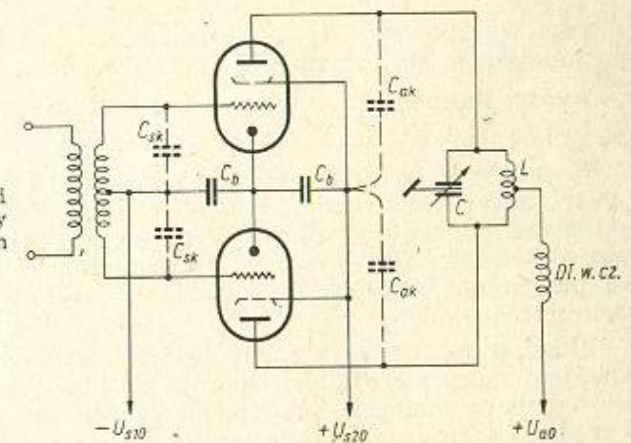 C_sk
C_b
C_b
C_sk
C_ak
C_ak
C
L
Dł. w. cz.
−U_s10
+U_s20
+U_a0